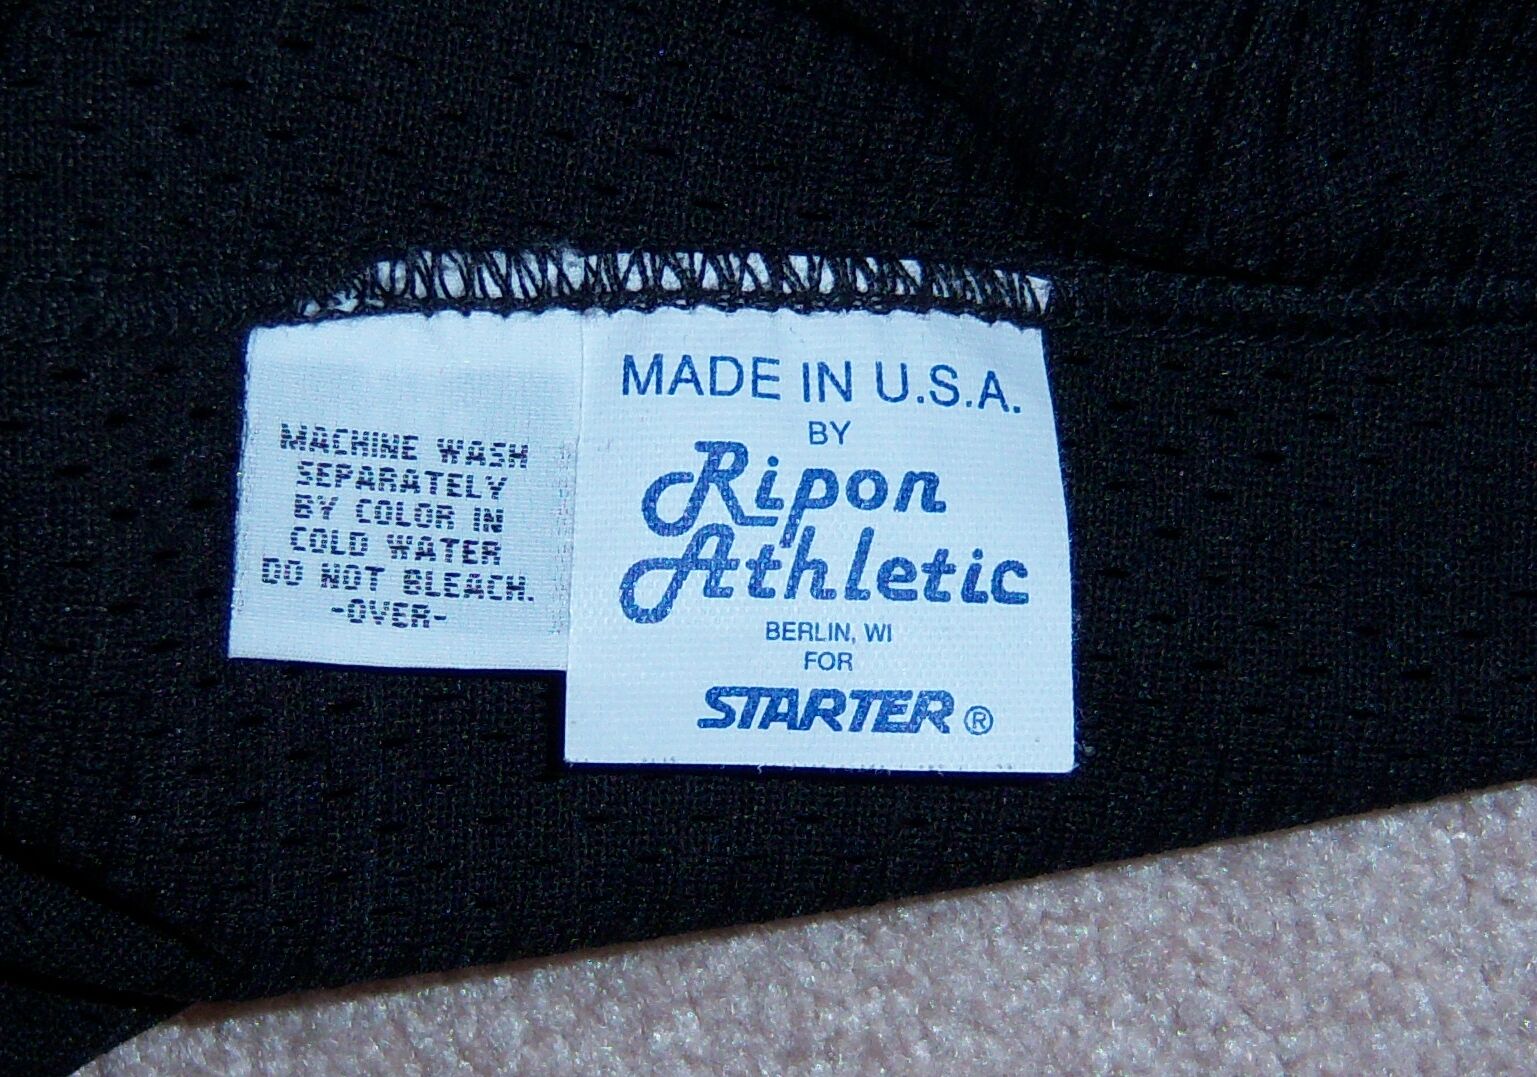 MACHINE WASH
SEPARATELY
BY COLOR IN
COLD WATER
DO NOT BLEACH.
-OVER-
MADE IN U.S.A.
BY
Ripon
Athletic
BERLIN, WI
FOR
STARTER ®